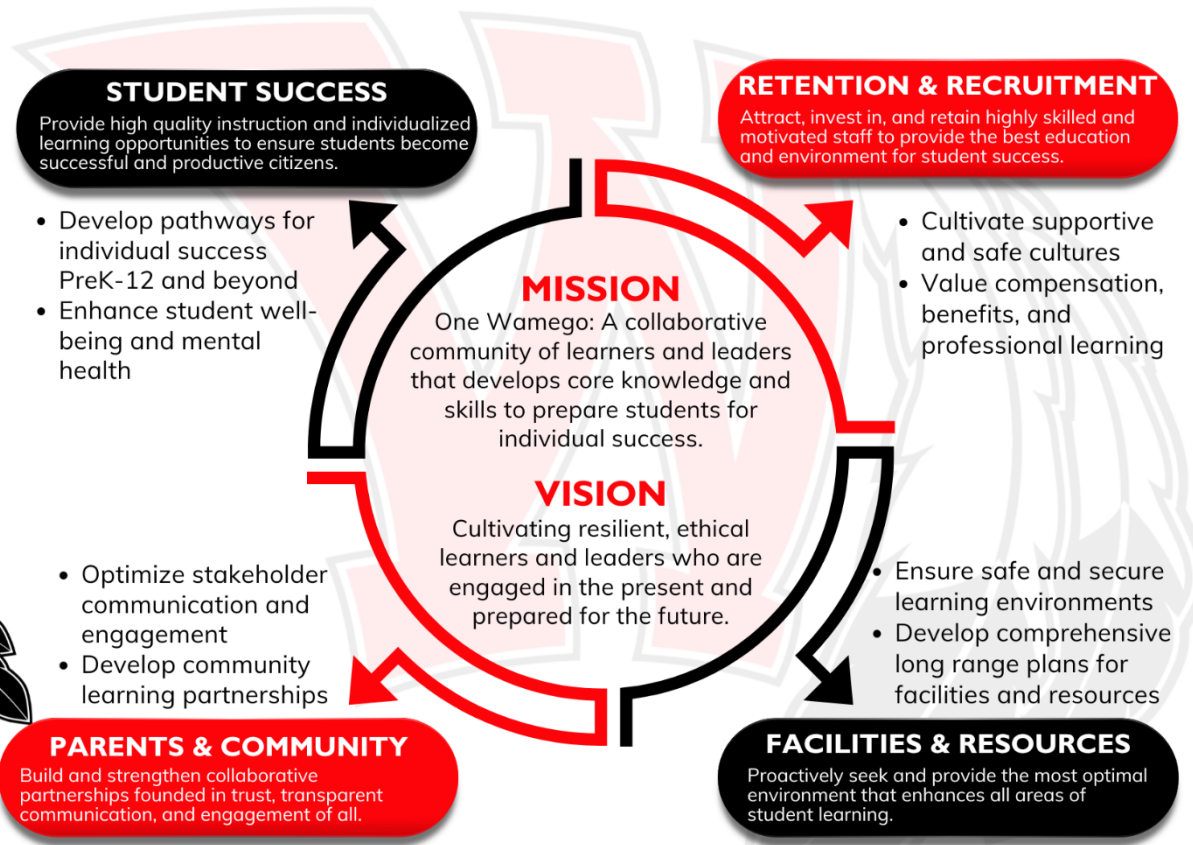 STUDENT SUCCESS
Provide high quality instruction and individualized
learning opportunities to ensure students become
successful and productive citizens.
• Develop pathways for
individual success
PreK-12 and beyond
• Enhance student well-
being and mental
health
RETENTION & RECRUITMENT
Attract, invest in, and retain highly skilled and
motivated staff to provide the best education
and environment for student success.
• Cultivate supportive
and safe cultures
• Value compensation,
benefits, and
professional learning
MISSION
One Wamego: A collaborative
community of learners and leaders
that develops core knowledge and
skills to prepare students for
individual success.
VISION
Cultivating resilient, ethical
learners and leaders who are
engaged in the present and
prepared for the future.
• Optimize stakeholder
communication and
engagement
• Develop community
learning partnerships
PARENTS & COMMUNITY
Build and strengthen collaborative
partnerships founded in trust, transparent
communication, and engagement of all.
• Ensure safe and secure
learning environments
• Develop comprehensive
long range plans for
facilities and resources
FACILITIES & RESOURCES
Proactively seek and provide the most optimal
environment that enhances all areas of
student learning.